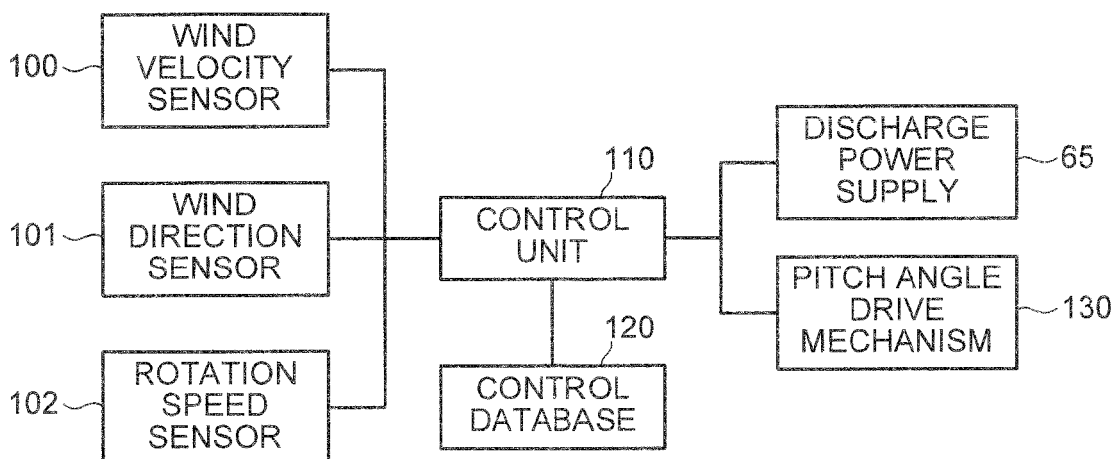 100
WIND
VELOCITY
SENSOR
101
WIND
DIRECTION
SENSOR
102
ROTATION
SPEED
SENSOR
110
CONTROL
UNIT
120
CONTROL
DATABASE
DISCHARGE
POWER
SUPPLY
65
PITCH ANGLE
DRIVE
MECHANISM
130